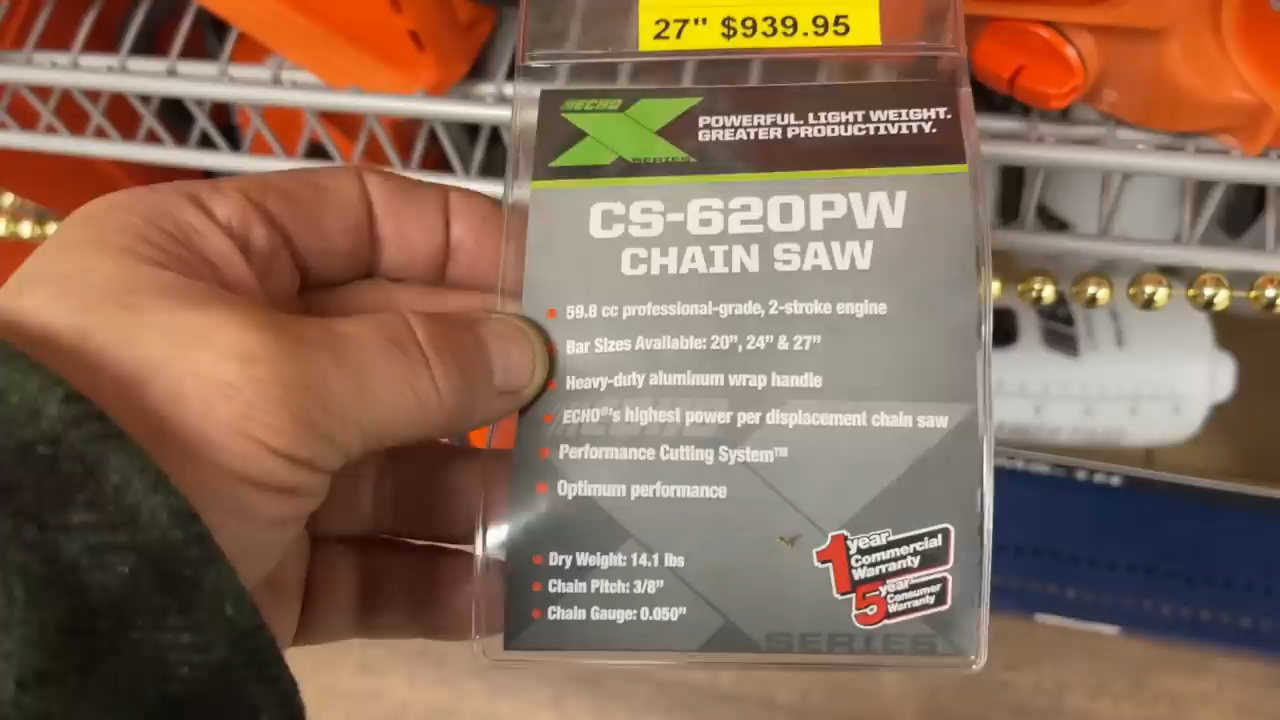 27" $939.95
ECHO
X
SERIES
POWERFUL. LIGHT WEIGHT.
GREATER PRODUCTIVITY.
CS-620PW
CHAIN SAW
59.8 cc professional-grade, 2-stroke engine
Bar Sizes Available: 20", 24" & 27"
Heavy-duty aluminum wrap handle
ECHO®'s highest power per displacement chain saw
Performance Cutting System™
Optimum performance
Dry Weight: 14.1 lbs
Chain Pitch: 3/8"
Chain Gauge: 0.050"
1 year
Commercial
Warranty
5 year
Consumer
Warranty
SERIES